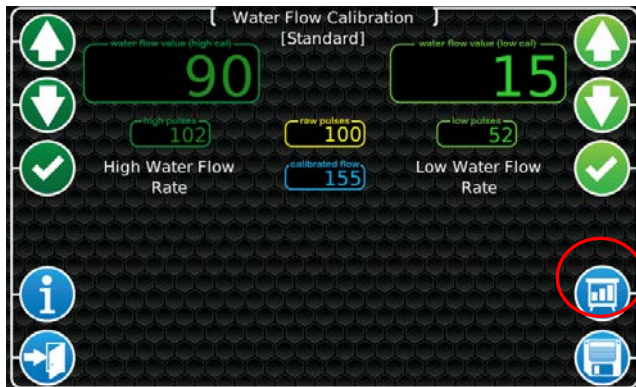 Water Flow Calibration
[Standard]
water flow value (high cal)
90
water flow value (low cal)
15
high pulses
102
raw pulses
100
low pulses
52
High Water Flow
Rate
calibrated flow
155
Low Water Flow
Rate
i